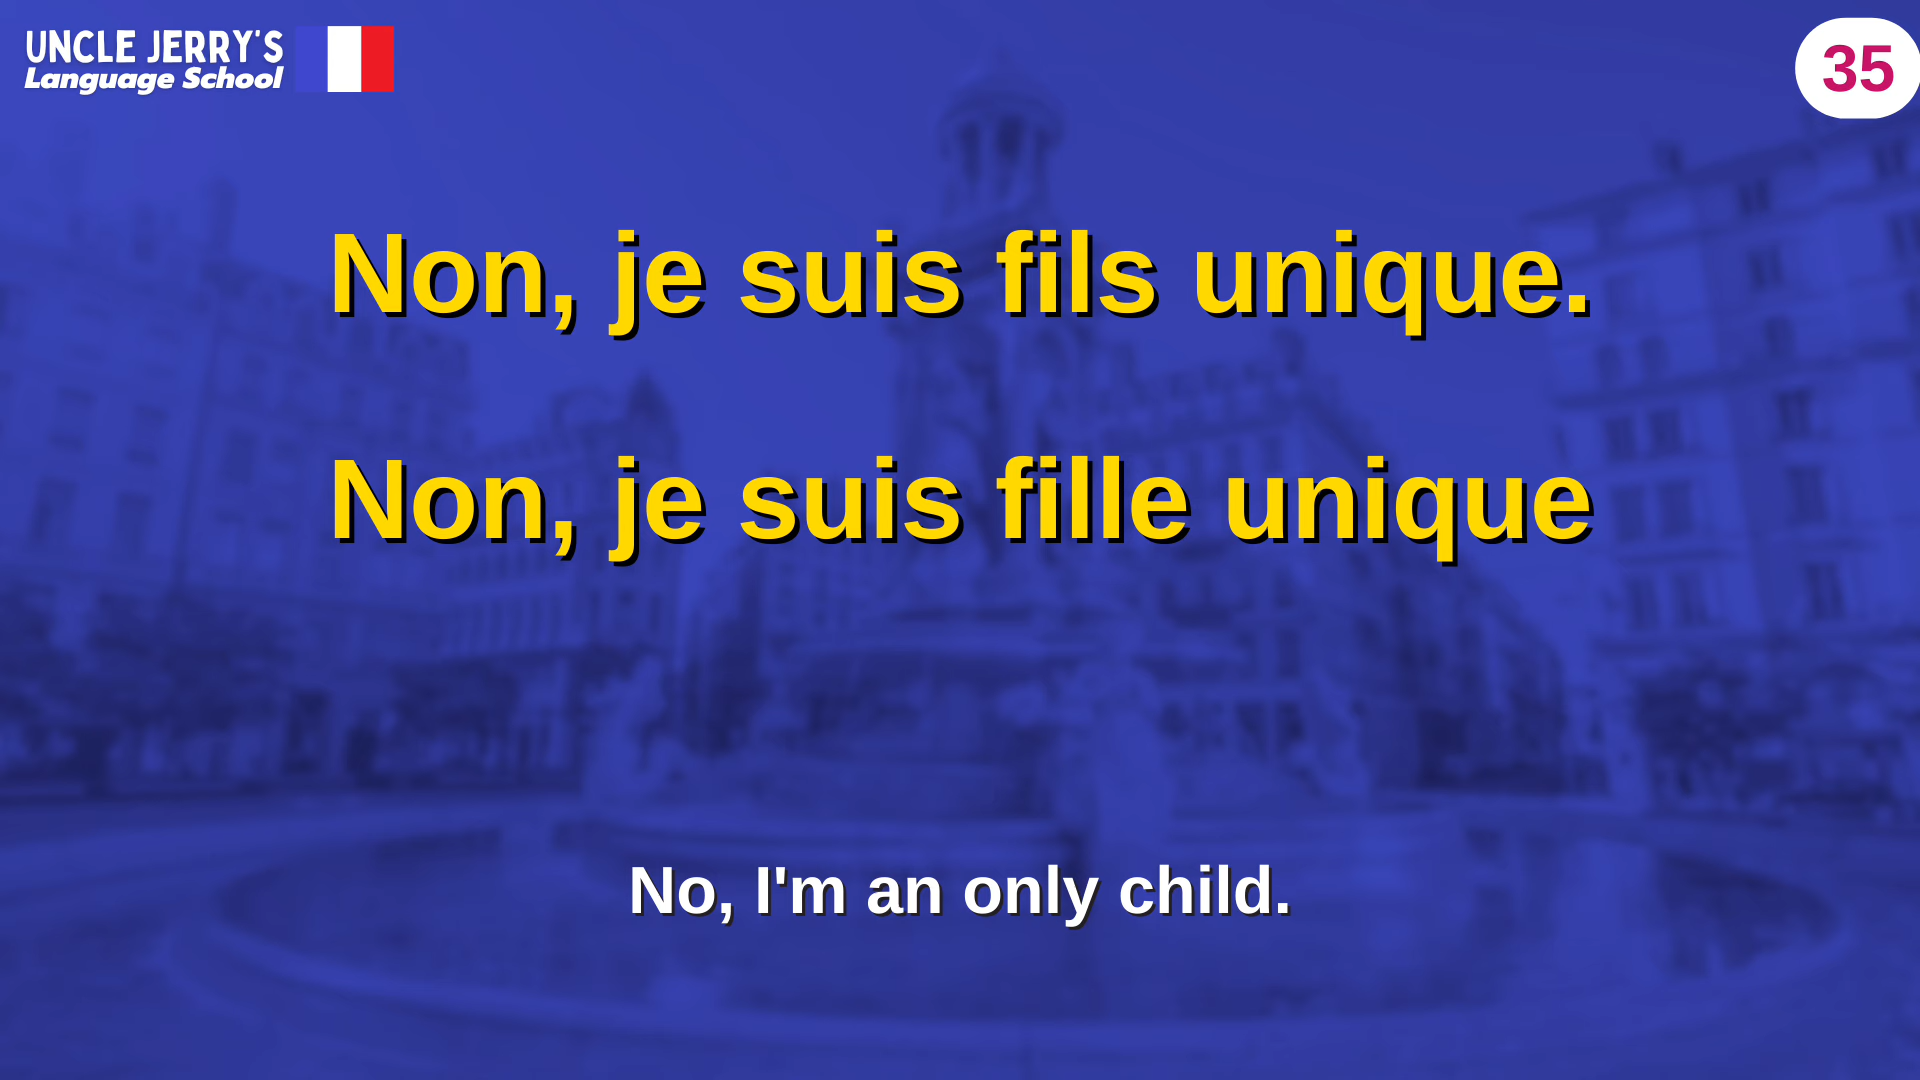 UNCLE JERRY'S
Language School
35
Non, je suis fils unique.
Non, je suis fille unique
No, I'm an only child.